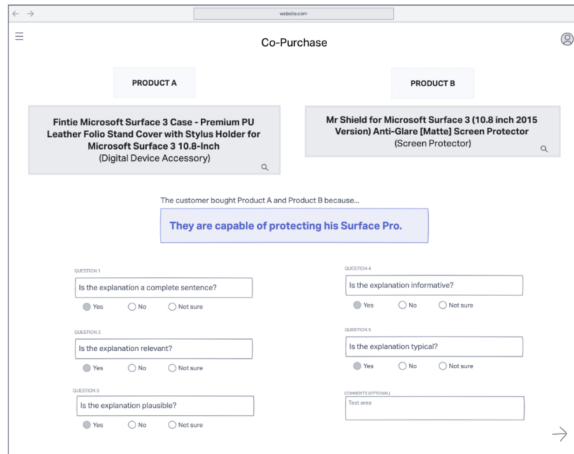 website.com
Co-Purchase
PRODUCT A
PRODUCT B
Fintie Microsoft Surface 3 Case - Premium PU
Leather Folio Stand Cover with Stylus Holder for
Microsoft Surface 3 10.8-Inch
(Digital Device Accessory)
Mr Shield for Microsoft Surface 3 (10.8 inch 2015
Version) Anti-Glare [Matte] Screen Protector
(Screen Protector)
The customer bought Product A and Product B because...
They are capable of protecting his Surface Pro.
QUESTION 1
Is the explanation a complete sentence?
Yes No Not sure
QUESTION 2
Is the explanation relevant?
Yes No Not sure
QUESTION 3
Is the explanation plausible?
Yes No Not sure
QUESTION 4
Is the explanation informative?
Yes No Not sure
QUESTION 5
Is the explanation typical?
Yes No Not sure
COMMENTS (OPTIONAL)
Text area